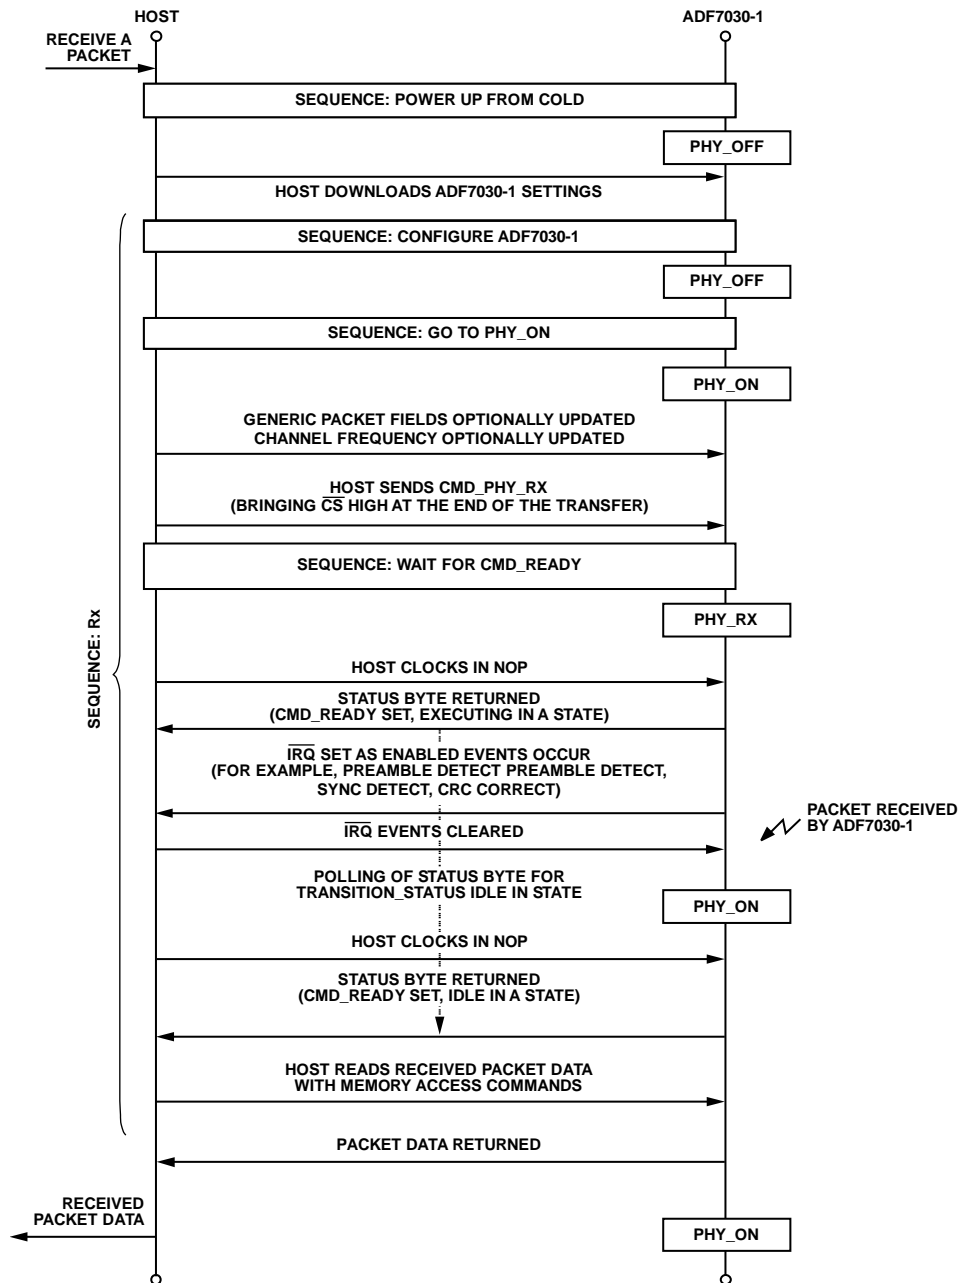 HOST
ADF7030-1
RECEIVE A
PACKET
SEQUENCE: POWER UP FROM COLD
PHY_OFF
HOST DOWNLOADS ADF7030-1 SETTINGS
SEQUENCE: CONFIGURE ADF7030-1
PHY_OFF
SEQUENCE: GO TO PHY_ON
PHY_ON
GENERIC PACKET FIELDS OPTIONALLY UPDATED
CHANNEL FREQUENCY OPTIONALLY UPDATED
HOST SENDS CMD_PHY_RX
(BRINGING CS HIGH AT THE END OF THE TRANSFER)
SEQUENCE: WAIT FOR CMD_READY
PHY_RX
SEQUENCE: Rx
HOST CLOCKS IN NOP
STATUS BYTE RETURNED
(CMD_READY SET, EXECUTING IN A STATE)
IRQ SET AS ENABLED EVENTS OCCUR
(FOR EXAMPLE, PREAMBLE DETECT PREAMBLE DETECT,
SYNC DETECT, CRC CORRECT)
PACKET RECEIVED
BY ADF7030-1
IRQ EVENTS CLEARED
POLLING OF STATUS BYTE FOR
TRANSITION_STATUS IDLE IN STATE
PHY_ON
HOST CLOCKS IN NOP
STATUS BYTE RETURNED
(CMD_READY SET, IDLE IN A STATE)
HOST READS RECEIVED PACKET DATA
WITH MEMORY ACCESS COMMANDS
PACKET DATA RETURNED
RECEIVED
PACKET DATA
PHY_ON